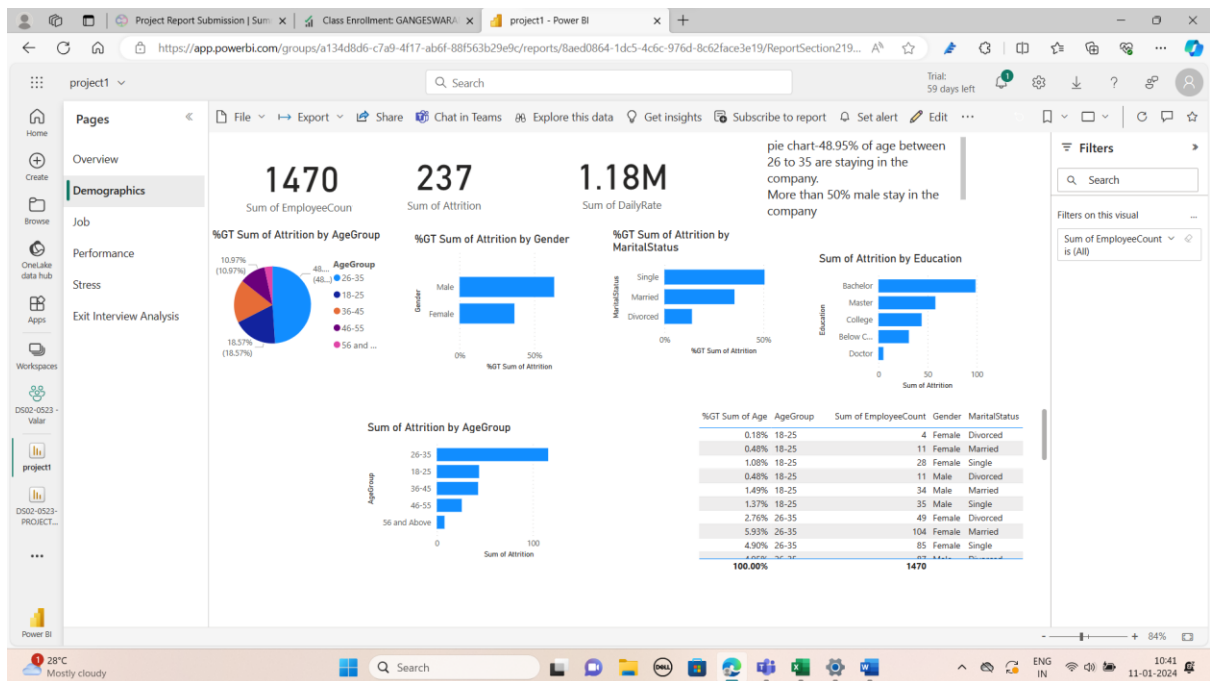 Project Report Submission | Sum
Class Enrollment: GANGESWARA
project1 - Power BI
https://app.powerbi.com/groups/a134d8d6-c7a9-4f17-ab6f-88f563b29e9c/reports/8aed0864-1dc5-4c6c-976d-8c62face3e19/ReportSection219...
project1
Search
Trial:
59 days left
1
Home
Create
Browse
OneLake
data hub
Apps
Workspaces
DS02-0523 -
Valar
project1
DS02-0523-
PROJECT...
Power BI
Pages
Overview
Demographics
Job
Performance
Stress
Exit Interview Analysis
File
Export
Share
Chat in Teams
Explore this data
Get insights
Subscribe to report
Set alert
Edit
1470
Sum of EmployeeCoun
237
Sum of Attrition
1.18M
Sum of DailyRate
pie chart-48.95% of age between
26 to 35 are staying in the
company.
More than 50% male stay in the
company
%GT Sum of Attrition by AgeGroup
10.97%
(10.97%)
48....
(48...)
18.57%
(18.57%)
AgeGroup
26-35
18-25
36-45
46-55
56 and ...
%GT Sum of Attrition by Gender
Gender
Male
Female
0% 50%
%GT Sum of Attrition
%GT Sum of Attrition by
MaritalStatus
MaritalStatus
Single
Married
Divorced
0% 50%
%GT Sum of Attrition
Sum of Attrition by Education
Education
Bachelor
Master
College
Below C...
Doctor
0 50 100
Sum of Attrition
Sum of Attrition by AgeGroup
AgeGroup
26-35
18-25
36-45
46-55
56 and Above
0 100
Sum of Attrition
%GT Sum of Age AgeGroup Sum of EmployeeCount Gender MaritalStatus
0.18% 18-25 4 Female Divorced
0.48% 18-25 11 Female Married
1.08% 18-25 28 Female Single
0.48% 18-25 11 Male Divorced
1.49% 18-25 34 Male Married
1.37% 18-25 35 Male Single
2.76% 26-35 49 Female Divorced
5.93% 26-35 104 Female Married
4.90% 26-35 85 Female Single
100.00% 1470
Filters
Search
Filters on this visual
Sum of EmployeeCount
is (All)
84%
1
28°C
Mostly cloudy
Search
DELL
ENG
IN
10:41
11-01-2024